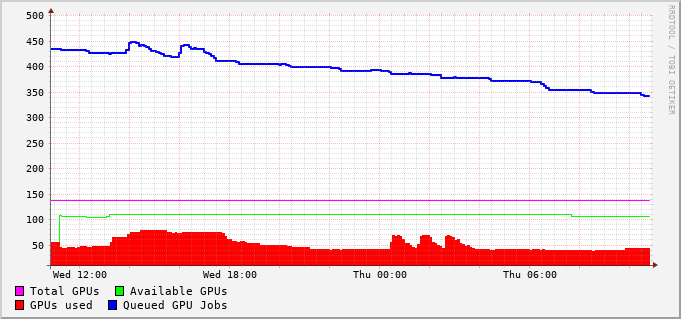 500
450
400
350
300
250
200
150
100
50
Wed 12:00 Wed 18:00 Thu 00:00 Thu 06:00
Total GPUs Available GPUs
GPUs used Queued GPU Jobs
RRDTOOL / TOBI OETIKER